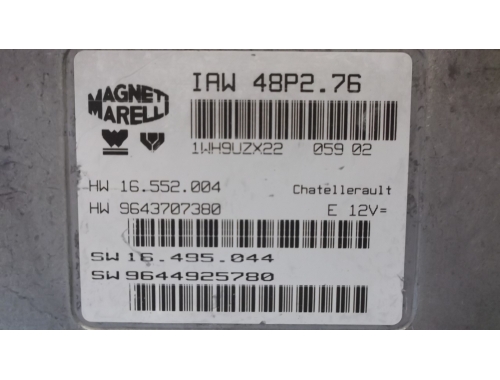 MAGNETI
MARELLI
IAW 48P2.76
1WH9UZX22 059 02
HW 16.552.004 Chatellerault
HW 9643707380 E 12V=
SW 16.495.044
SW 9644925780